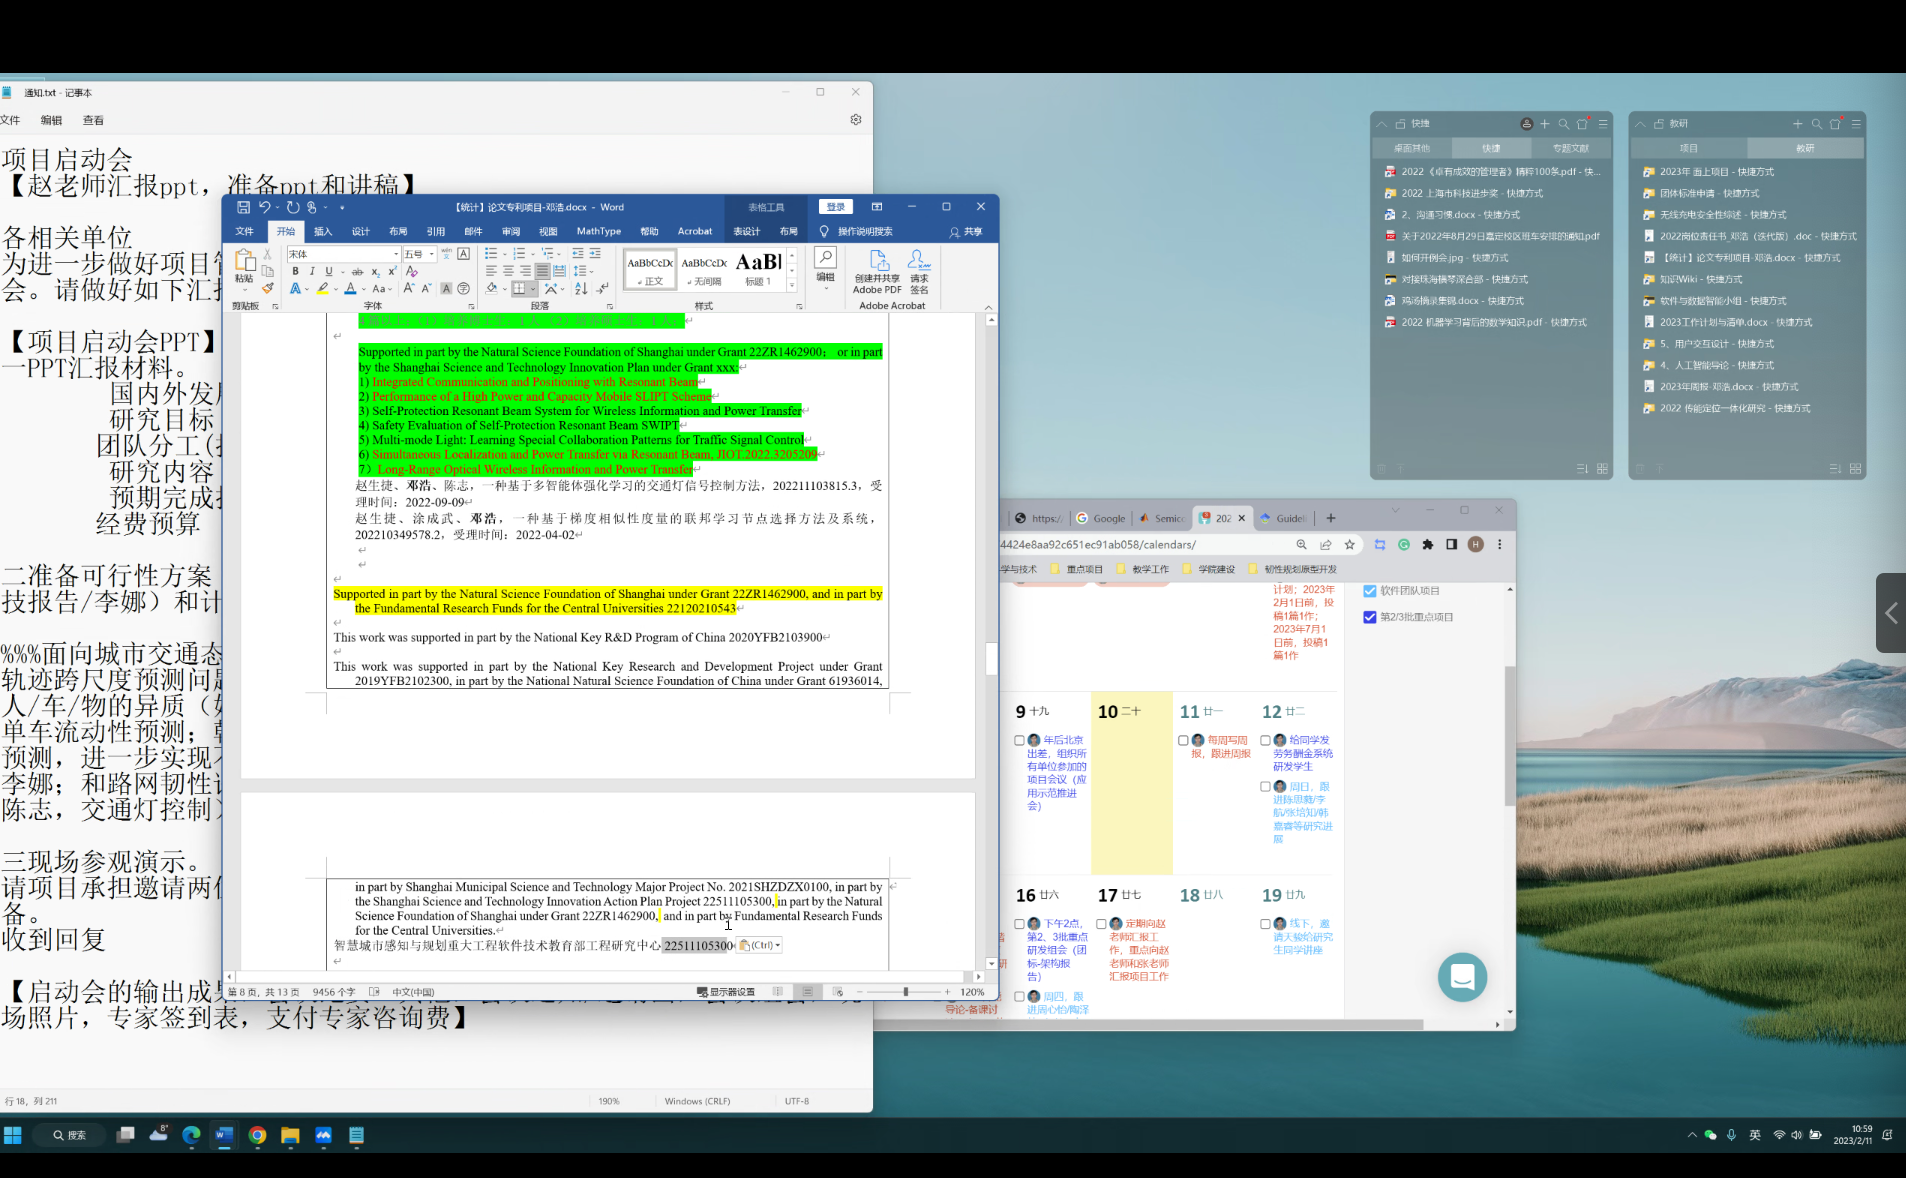 通知.txt - 记事本
文件 编辑 查看
项目启动会
【赵老师汇报ppt，准备ppt和讲稿】
各相关单位
为进一步做好项目管
会。请做好如下汇报
【项目启动会PPT】
一PPT汇报材料。
国内外发展
研究目标
团队分工(
研究内容
预期完成
经费预算
二准备可行性方案
技报告/李娜）和计
%%%面向城市交通态
轨迹跨尺度预测问题
人/车/物的异质（
单车流动性预测；
预测，进一步实现
李娜；和路网韧性
陈志，交通灯控制）
三现场参观演示。
请项目承担邀请两位
备。
收到回复
【启动会的输出成果
场照片，专家签到表，支付专家咨询费】
行 18，列 211 190% Windows (CRLF) UTF-8
【统计】论文专利项目-邓浩.docx - Word
表格工具
登录
文件 开始 插入 设计 布局 引用 邮件 审阅 视图 MathType 帮助 Acrobat 表设计 布局 操作说明搜索 共享
粘贴
宋体 五号
AaBbCcDc AaBbCcDc AaBl
正文 无间隔 标题 1
编辑
创建并共享 Adobe PDF
请求签名
剪贴板 字体 段落 样式 Adobe Acrobat
Supported in part by the Natural Science Foundation of Shanghai under Grant 22ZR1462900; or in part
by the Shanghai Science and Technology Innovation Plan under Grant xxx:
1) Integrated Communication and Positioning with Resonant Beam
2) Performance of a High Power and Capacity Mobile SLIPT Scheme
3) Self-Protection Resonant Beam System for Wireless Information and Power Transfer
4) Safety Evaluation of Self-Protection Resonant Beam SWIPT
5) Multi-mode Light: Learning Special Collaboration Patterns for Traffic Signal Control
6) Simultaneous Localization and Power Transfer via Resonant Beam, JIOT.2022.3205209
7）Long-Range Optical Wireless Information and Power Transfer
赵生捷、邓浩、陈志，一种基于多智能体强化学习的交通灯信号控制方法，202211103815.3，受
理时间：2022-09-09
赵生捷、涂成武、邓浩，一种基于梯度相似性度量的联邦学习节点选择方法及系统，
202210349578.2，受理时间：2022-04-02
Supported in part by the Natural Science Foundation of Shanghai under Grant 22ZR1462900, and in part by
the Fundamental Research Funds for the Central Universities 22120210543
This work was supported in part by the National Key R&D Program of China 2020YFB2103900
This work was supported in part by the National Key Research and Development Project under Grant
2019YFB2102300, in part by the National Natural Science Foundation of China under Grant 61936014,
in part by Shanghai Municipal Science and Technology Major Project No. 2021SHZDZX0100, in part by
the Shanghai Science and Technology Innovation Action Plan Project 22511105300, in part by the Natural
Science Foundation of Shanghai under Grant 22ZR1462900, and in part by Fundamental Research Funds
for the Central Universities.
智慧城市感知与规划重大工程软件技术教育部工程研究中心 22511105300
(Ctrl)
第 8 页，共 13 页 9456 个字 中文(中国) 显示器设置 120%
快捷
桌面其他 快捷 专题文献
2022 《卓有成效的管理者》精粹100条.pdf - 快...
2022 上海市科技进步奖 - 快捷方式
2、沟通习惯.docx - 快捷方式
关于2022年8月29日嘉定校区班车安排的通知.pdf
如何开例会.jpg - 快捷方式
对接珠海横琴深合部 - 快捷方式
鸡汤摘录集锦.docx - 快捷方式
2022 机器学习背后的数学知识.pdf - 快捷方式
教研
项目 教研
2023年 面上项目 - 快捷方式
团体标准申请 - 快捷方式
无线充电安全性综述 - 快捷方式
2022岗位责任书_邓浩（迭代版）.doc - 快捷方式
【统计】论文专利项目-邓浩.docx - 快捷方式
知识Wiki - 快捷方式
软件与数据智能小组 - 快捷方式
2023工作计划与清单.docx - 快捷方式
5、用户交互设计 - 快捷方式
4、人工智能导论 - 快捷方式
2023年周报-邓浩.docx - 快捷方式
2022 传能定位一体化研究 - 快捷方式
https:/ Google Semico 202 Guideli
4424e8aa92c651ec91ab058/calendars/
学与技术 重点项目 教学工作 学院建设 韧性规划原型开发
计划；2023年
2月1日前，投
稿1篇1作；
2023年7月1
日前，投稿1
篇1作
软件团队项目
第2/3批重点项目
9 十九 10 二十 11 廿一 12 廿二
年后北京
出差，组织所
有单位参加的
项目会议（应
用示范推进
会）
每周写周
报，跟进周报
给同学发
劳务酬金系统
研发学生
周日，跟
进陈思薇/李
航/张培知/韩
嘉睿等研究进
展
16 廿六 17 廿七 18 廿八 19 廿九
下午2点，
第2、3批重点
研发组会（团
标-架构报
告）
周四，跟
进周心怡/陶泽
定期向赵
老师汇报工
作，重点向赵
老师和张老师
汇报项目工作
线下，邀
请天骏给研究
生同学讲座
导论-备课讨
8°
搜索
英
10:59
2023/2/11